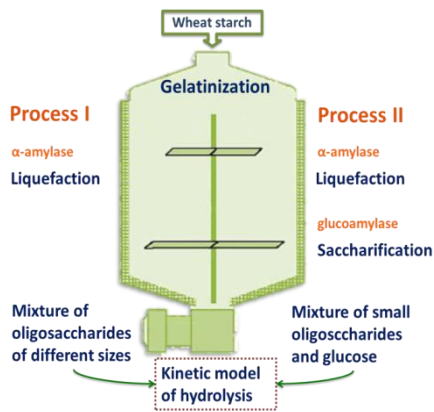 Wheat starch
Gelatinization
Process I
α-amylase
Liquefaction
Process II
α-amylase
Liquefaction
glucoamylase
Saccharification
Mixture of
oligosaccharides
of different sizes
Mixture of small
oligosccharides
and glucose
Kinetic model
of hydrolysis